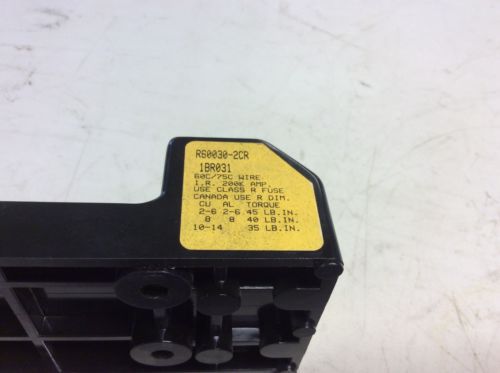 R60030-2CR
1BR031
60C/75C WIRE
I.R. 200K AMP
USE CLASS R FUSE
CANADA USE R DIM.
CU AL TORQUE
2-6 2-6 45 LB.IN.
8 8 40 LB.IN.
10-14 35 LB.IN.